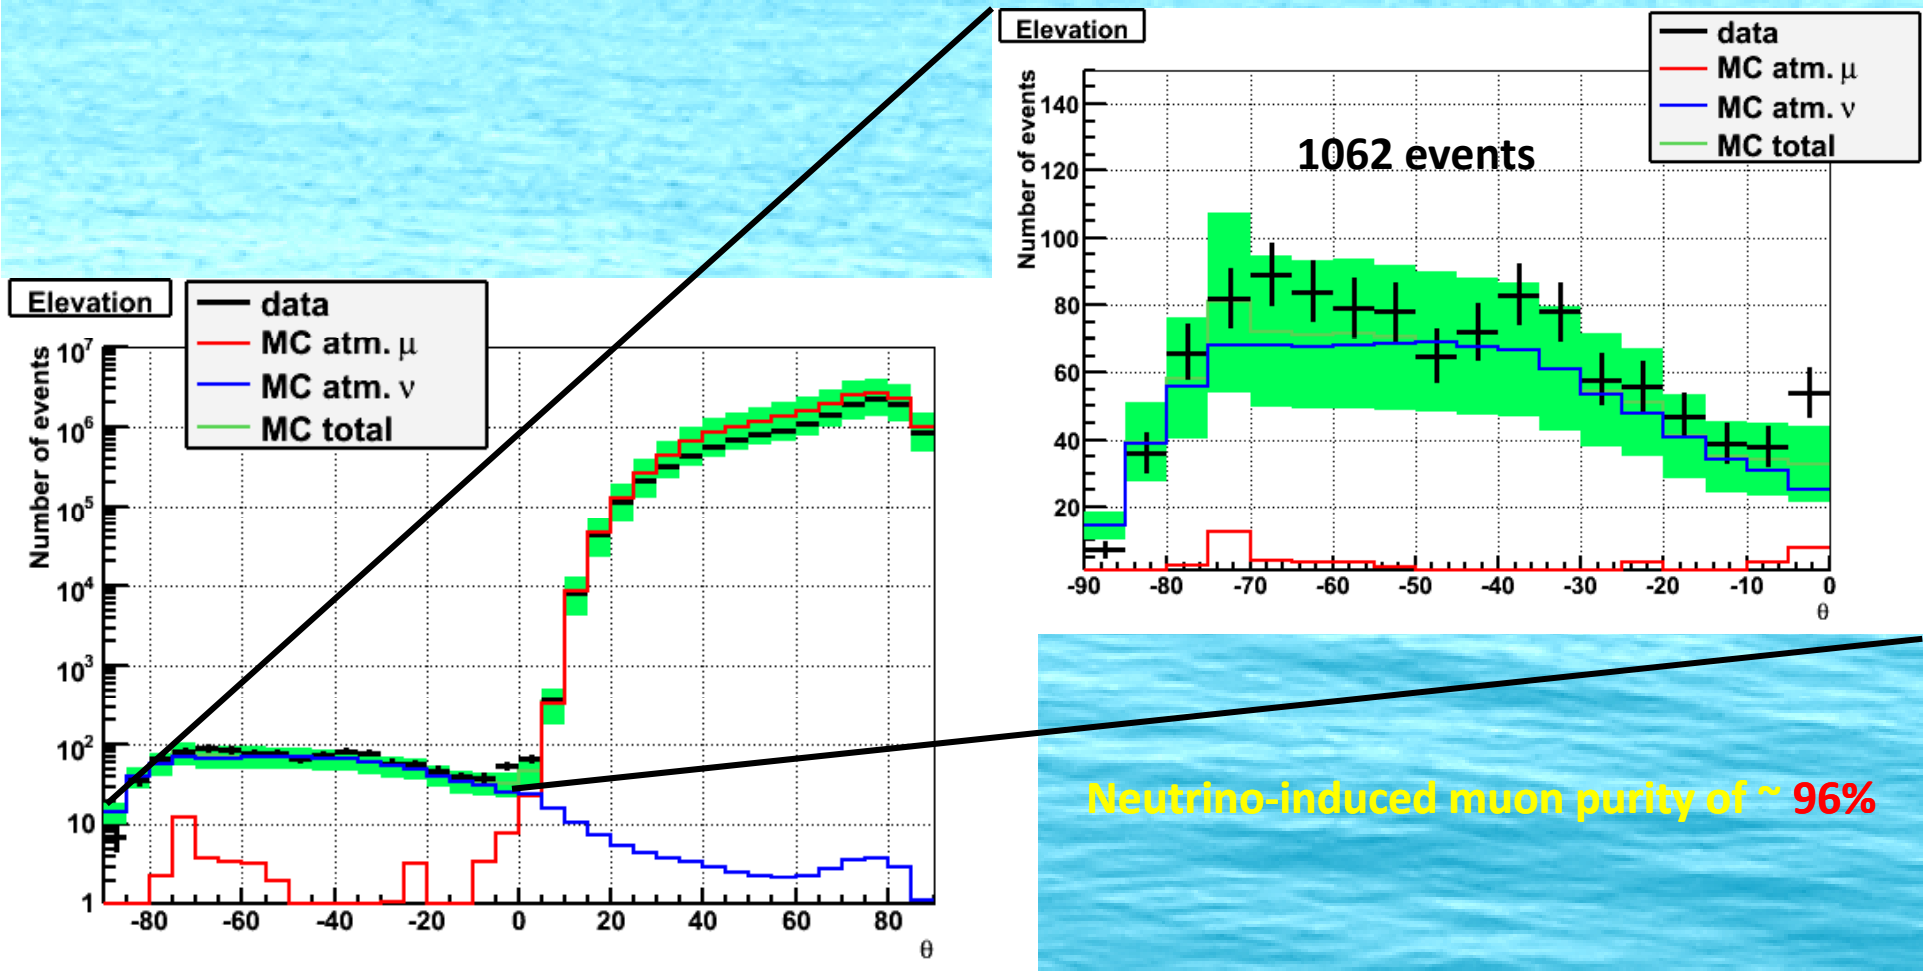 Elevation
data
MC atm. μ
MC atm. ν
MC total
Number of events
10⁷
10⁶
10⁵
10⁴
10³
10²
10
1
-80 -60 -40 -20 0 20 40 60 80
θ
Elevation
data
MC atm. μ
MC atm. ν
MC total
1062 events
Number of events
140
120
100
80
60
40
20
-90 -80 -70 -60 -50 -40 -30 -20 -10 0
θ
Neutrino-induced muon purity of ~ 96%